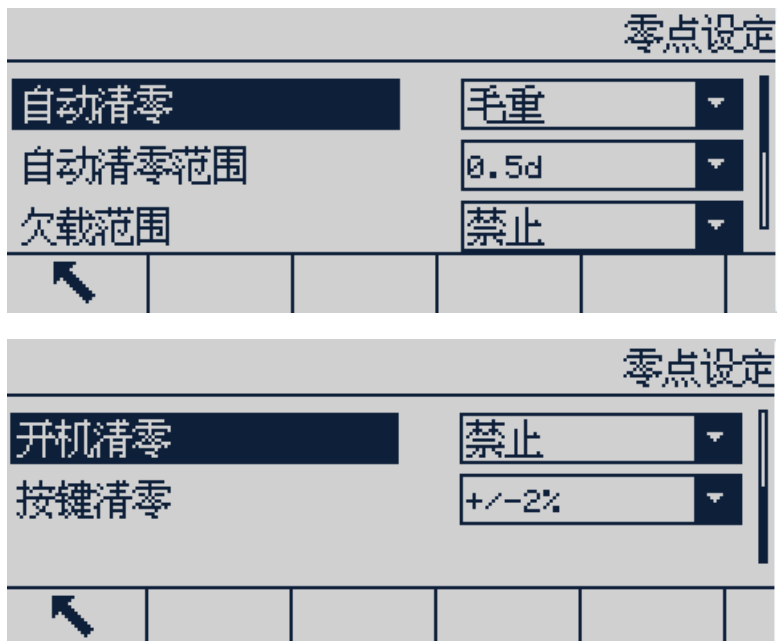 零点设定
自动清零 毛重
自动清零范围 0.5d
欠载范围 禁止
零点设定
开机清零 禁止
按键清零 +/-2%